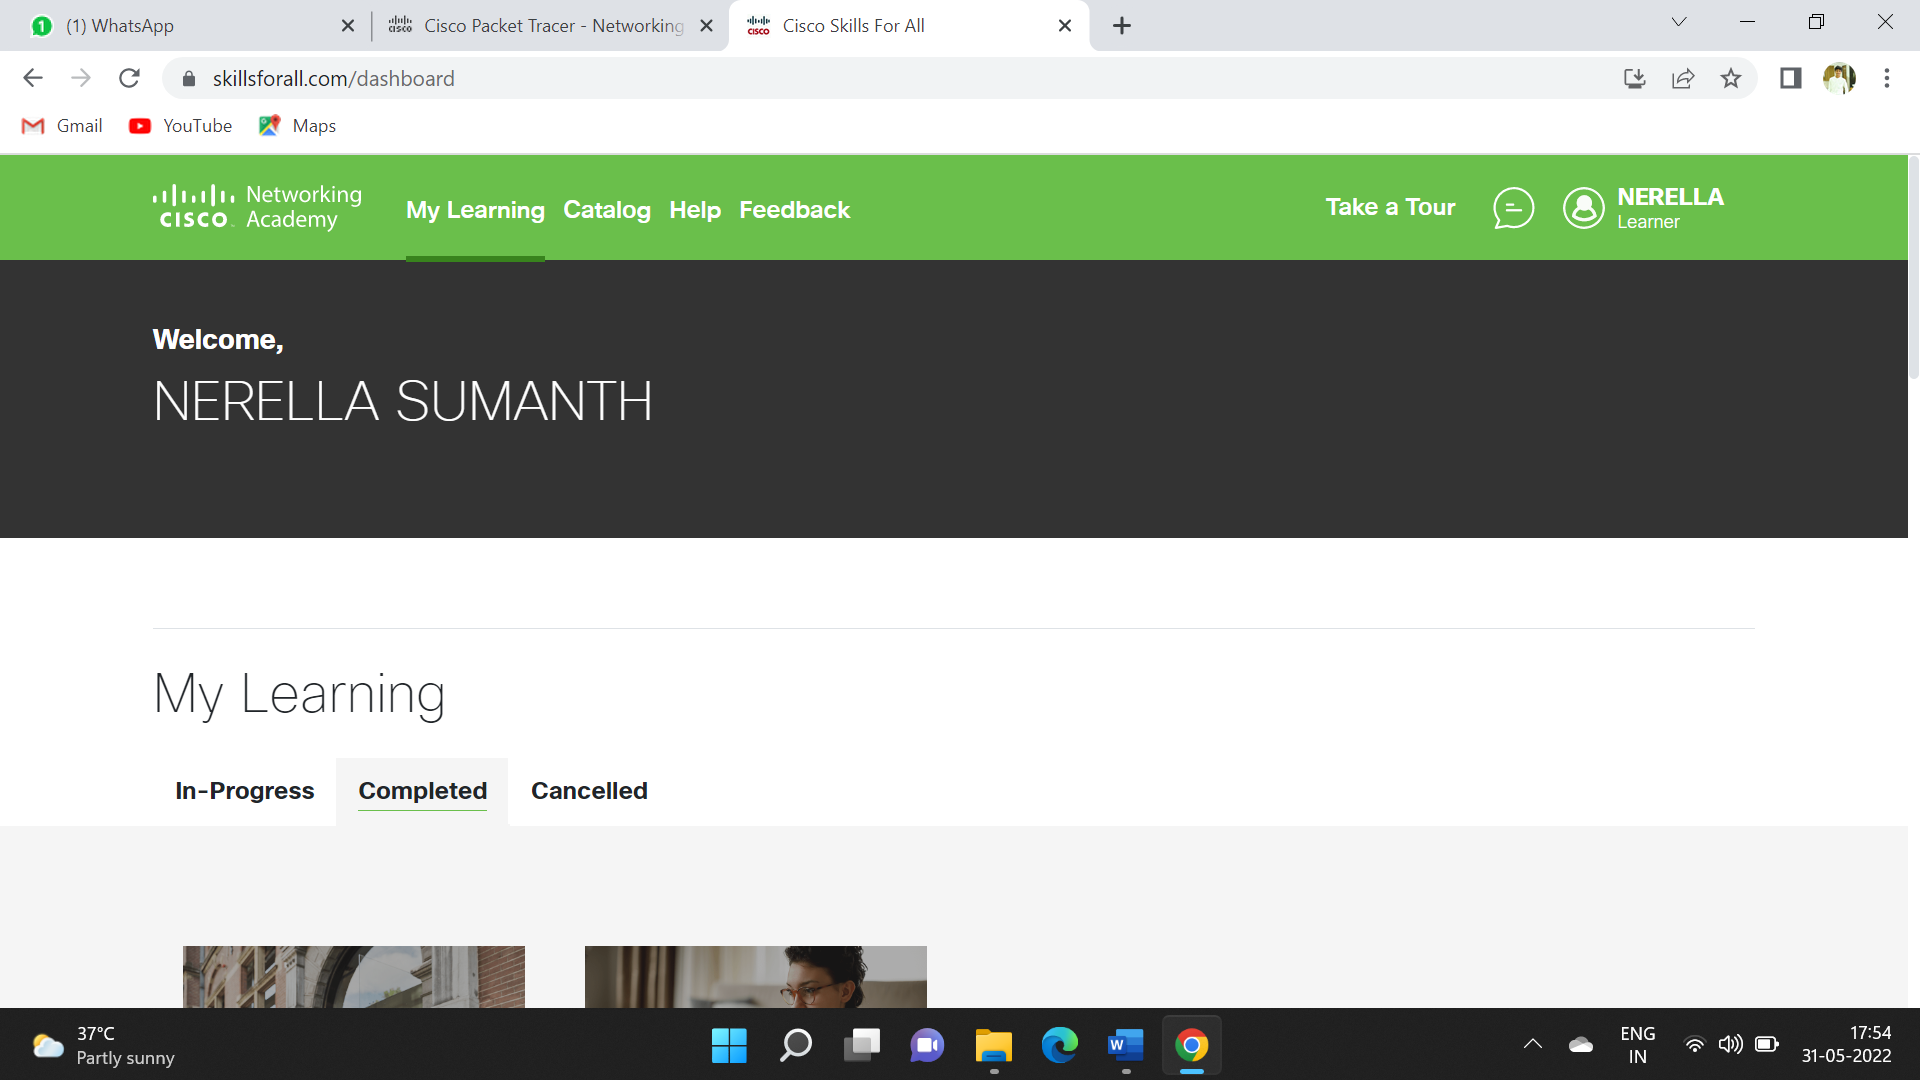 1 (1) WhatsApp
Cisco Packet Tracer - Networking
Cisco Skills For All
skillsforall.com/dashboard
Gmail
YouTube
Maps
CISCO Networking Academy
My Learning
Catalog
Help
Feedback
Take a Tour
NERELLA
Learner
Welcome,
NERELLA SUMANTH
My Learning
In-Progress
Completed
Cancelled
37°C
Partly sunny
W
ENG
IN
17:54
31-05-2022